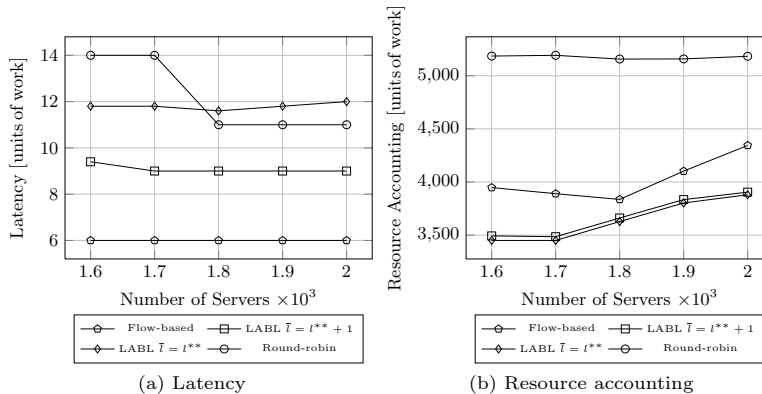 14
12
10
8
6
Latency [units of work]
1.6 1.7 1.8 1.9 2
Number of Servers ×10³
Flow-based
LABL l̅ = l** + 1
LABL l̅ = l**
Round-robin
(a) Latency
5,000
4,500
4,000
3,500
Resource Accounting [units of work]
1.6 1.7 1.8 1.9 2
Number of Servers ×10³
Flow-based
LABL l̅ = l** + 1
LABL l̅ = l**
Round-robin
(b) Resource accounting